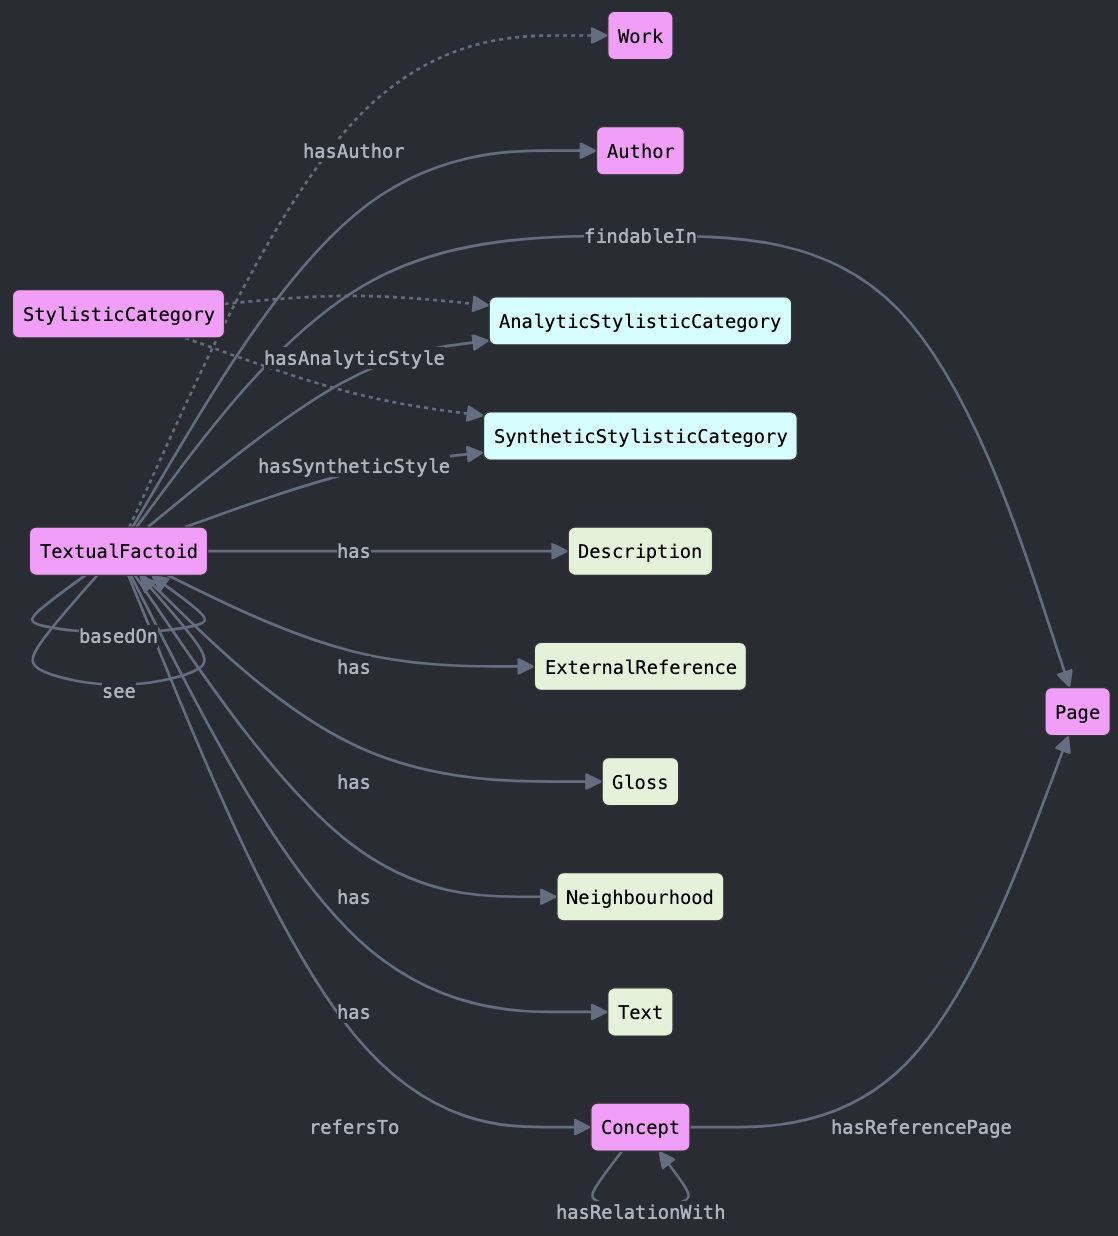 Work
hasAuthor
Author
findableIn
StylisticCategory
AnalyticStylisticCategory
hasAnalyticStyle
SyntheticStylisticCategory
hasSyntheticStyle
TextualFactoid
has
Description
basedOn
has
ExternalReference
see
Page
has
Gloss
has
Neighbourhood
has
Text
refersTo
Concept
hasReferencePage
hasRelationWith